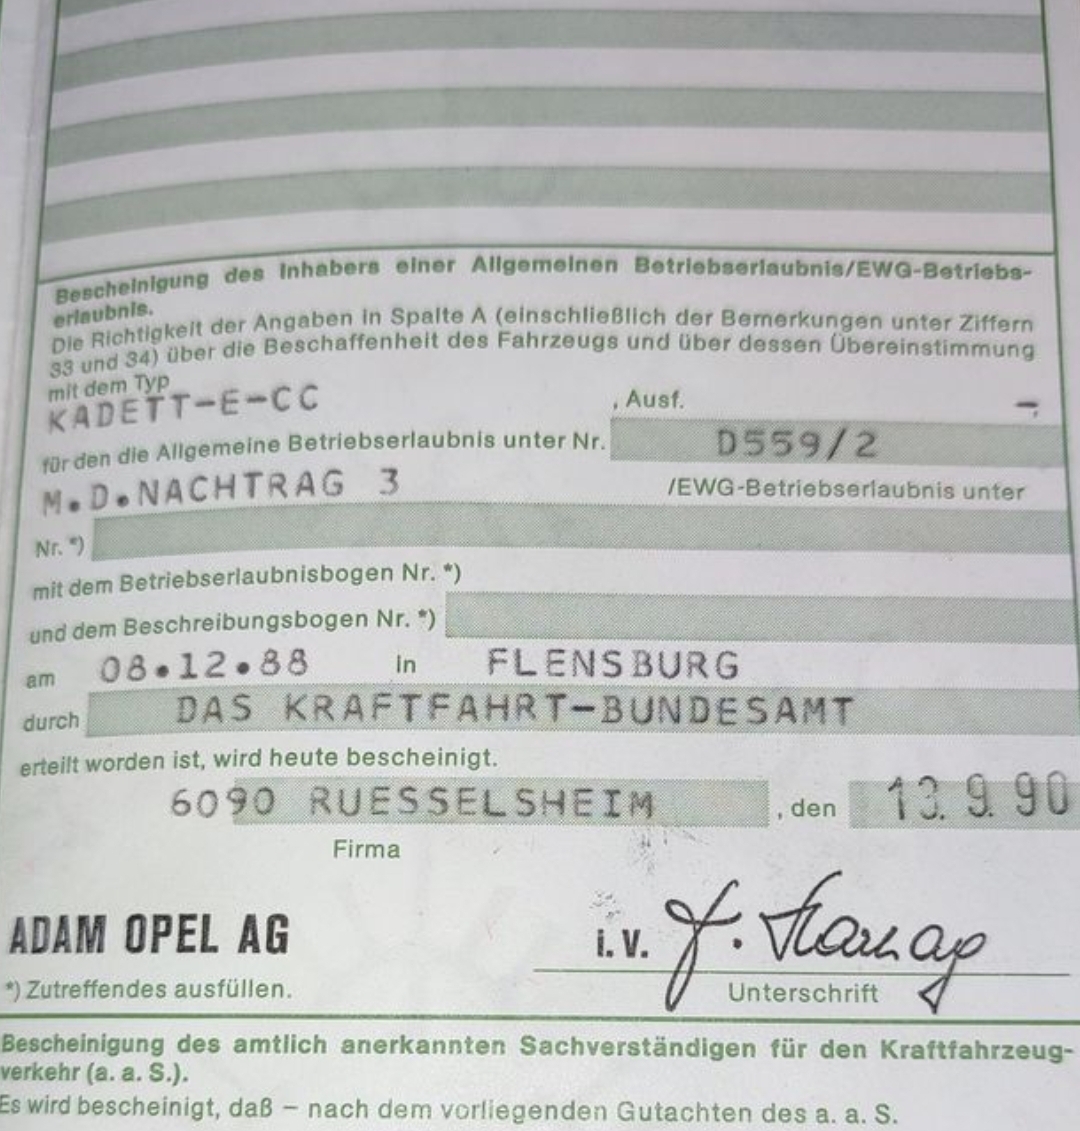 Bescheinigung des Inhabers einer Allgemeinen Betriebserlaubnis/EWG-Betriebs-
erlaubnis.
Die Richtigkeit der Angaben in Spalte A (einschließlich der Bemerkungen unter Ziffern
33 und 34) über die Beschaffenheit des Fahrzeugs und über dessen Übereinstimmung
mit dem Typ
KADETT-E-CC , Ausf. -;
für den die Allgemeine Betriebserlaubnis unter Nr. D559/2
M.D.NACHTRAG 3 /EWG-Betriebserlaubnis unter
Nr. *)
mit dem Betriebserlaubnisbogen Nr. *)
und dem Beschreibungsbogen Nr. *)
am 08.12.88 in FLENSBURG
durch DAS KRAFTFAHRT-BUNDESAMT
erteilt worden ist, wird heute bescheinigt.
6090 RUESSELSHEIM , den 13. 9. 90
Firma
ADAM OPEL AG i. V.
*) Zutreffendes ausfüllen. Unterschrift
Bescheinigung des amtlich anerkannten Sachverständigen für den Kraftfahrzeug-
verkehr (a. a. S.).
Es wird bescheinigt, daß – nach dem vorliegenden Gutachten des a. a. S.